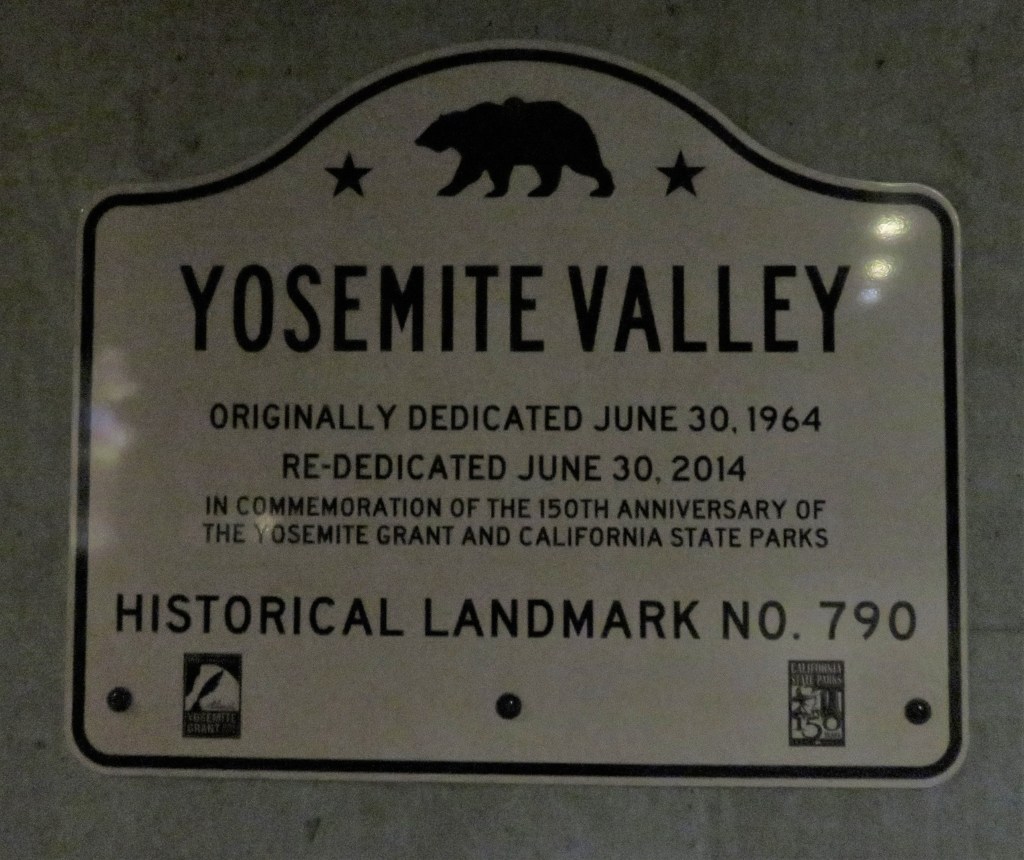 YOSEMITE VALLEY
ORIGINALLY DEDICATED JUNE 30, 1964
RE-DEDICATED JUNE 30, 2014
IN COMMEMORATION OF THE 150TH ANNIVERSARY OF
THE YOSEMITE GRANT AND CALIFORNIA STATE PARKS
HISTORICAL LANDMARK NO. 790
YOSEMITE
GRANT
CALIFORNIA
STATE PARKS
150